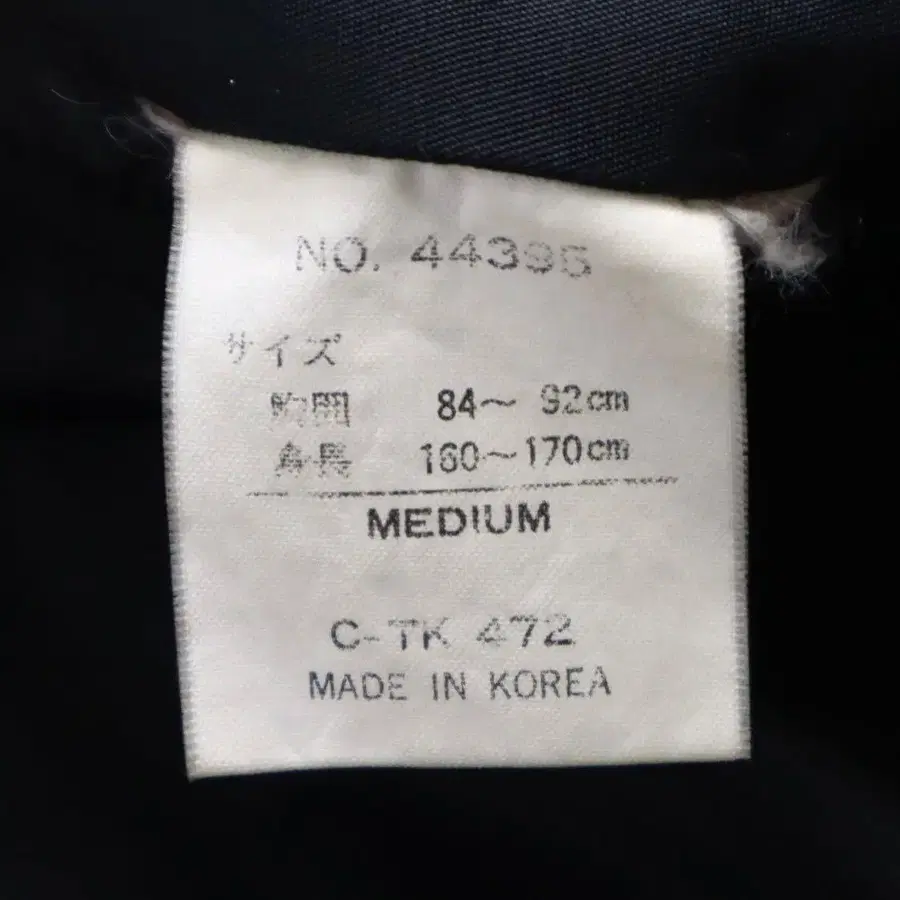 NO. 44395
サイズ
胸囲 84～ 92cm
身長 160～170cm
MEDIUM
C-TK 472
MADE IN KOREA